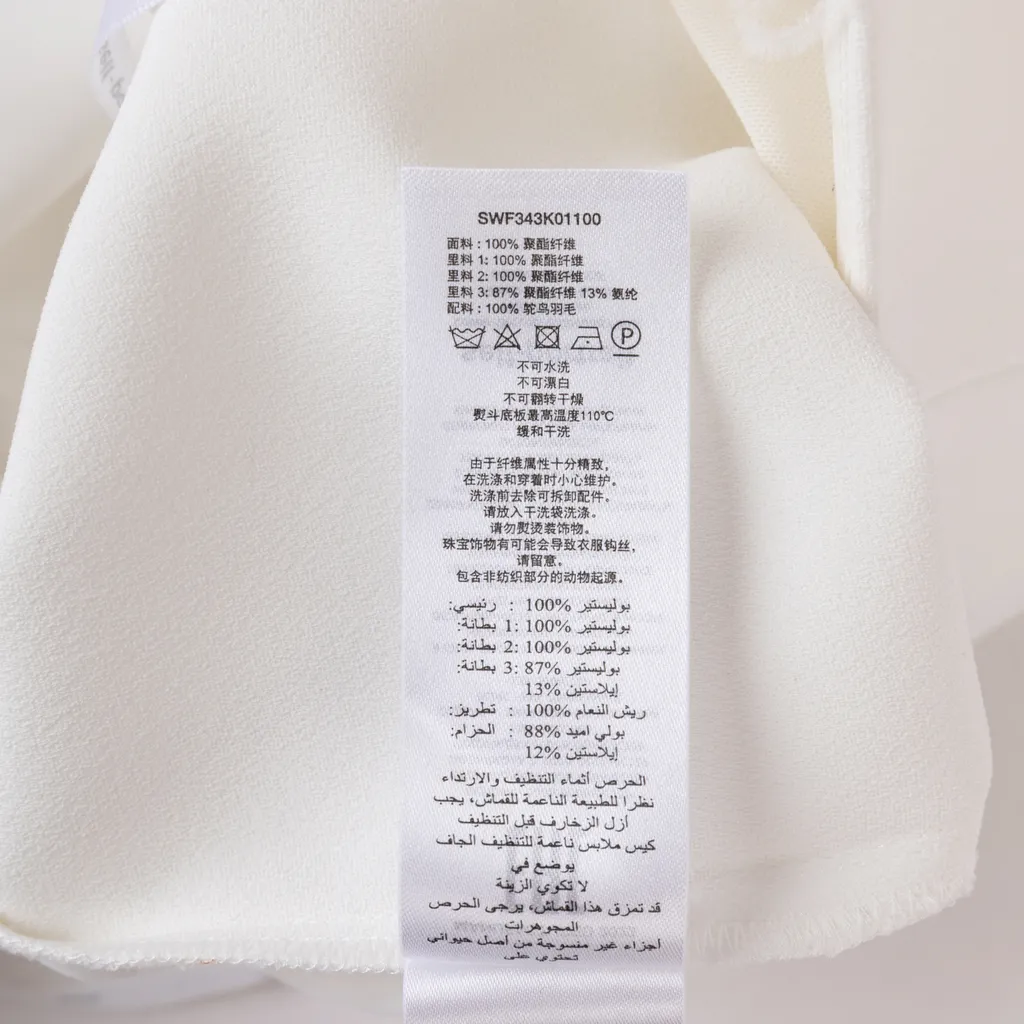 SWF343K01100
面料 : 100% 聚酯纤维
里料 1: 100% 聚酯纤维
里料 2: 100% 聚酯纤维
里料 3: 87% 聚酯纤维 13% 氨纶
配料 : 100% 鸵鸟羽毛
P
不可水洗
不可漂白
不可翻转干燥
熨斗底板最高温度110℃
缓和干洗
由于纤维属性十分精致，
在洗涤和穿着时小心维护。
洗涤前去除可拆卸配件。
请放入干洗袋洗涤。
请勿熨烫装饰物。
珠宝饰物有可能会导致衣服钩丝，
请留意。
包含非纺织部分的动物起源。
بوليستير 100% : رئيسي:
بوليستير 100% :1 بطانة:
بوليستير 100% :2 بطانة:
بوليستير 87% :3 بطانة:
إيلاستين 13%
ريش النعام 100% : تطريز:
بولي اميد 88% : الحزام:
إيلاستين 12%
الحرص أثماء التنظيف والارتداء
نظرا للطبيعة الناعمة للقماش، يجب
أزل الزخارف قبل التنظيف
كيس ملابس ناعمة للتنظيف الجاف
يوضع في
لا تكوي الزينة
قد تمزق هذا القماش، يرجى الحرص
المجوهرات
أجزاء غير منسوجة من أصل حيواني
تحتوي على